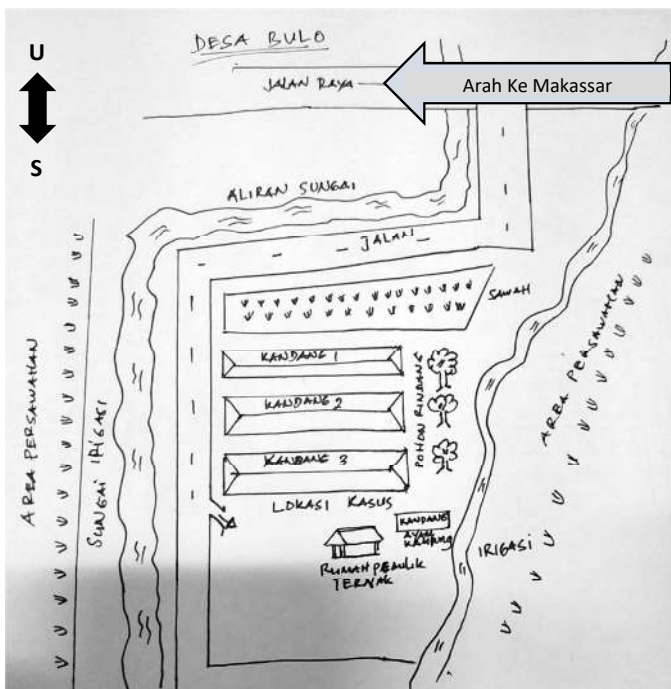 DESA BULO
U
S
JALAN RAYA
Arah Ke Makassar
ALIRAN SUNGAI
JALAN
SAWAH
KANDANG 1
KANDANG 2
KANDANG 3
POHON RINDANG
LOKASI KASUS
KANDANG
AYAM
KAMPUNG
RUMAH PEMILIK
TERNAK
IRIGASI
AREA PERSAWAHAN
SUNGAI IRIGASI
AREA PERSAWAHAN